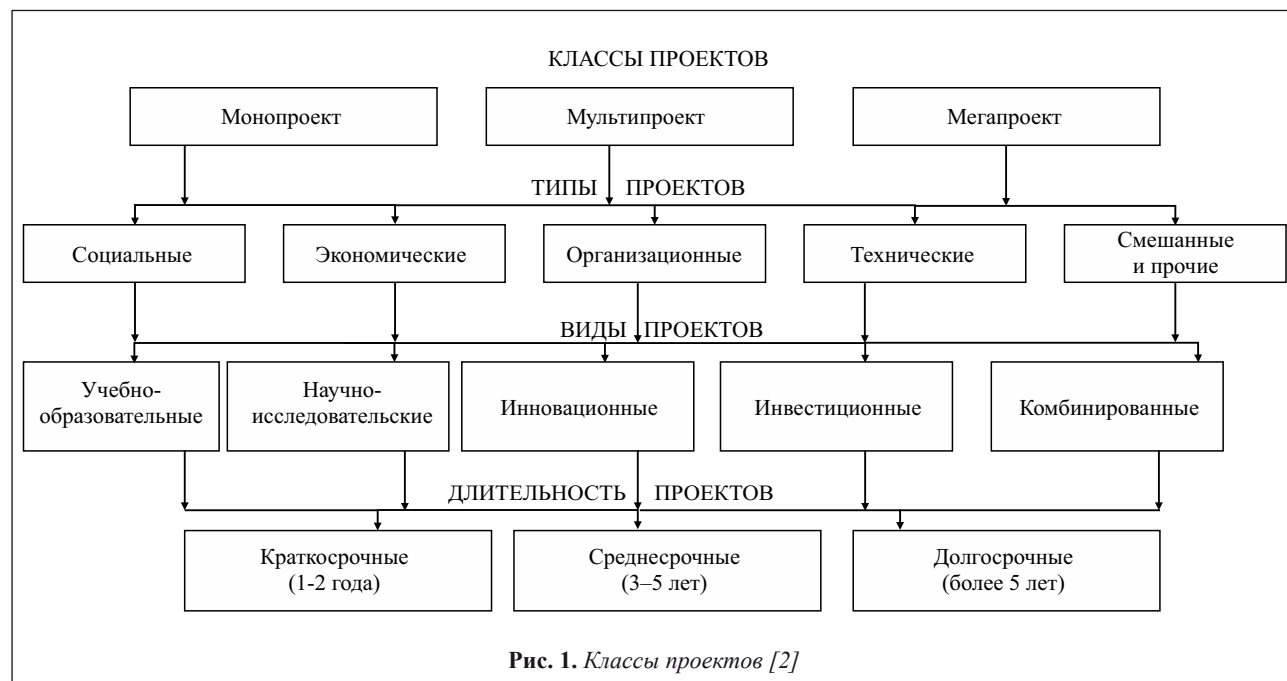 КЛАССЫ ПРОЕКТОВ
Монопроект
Мультипроект
Мегапроект
ТИПЫ ПРОЕКТОВ
Социальные
Экономические
Организационные
Технические
Смешанные
и прочие
ВИДЫ ПРОЕКТОВ
Учебно-
образовательные
Научно-
исследовательские
Инновационные
Инвестиционные
Комбинированные
ДЛИТЕЛЬНОСТЬ ПРОЕКТОВ
Краткосрочные
(1-2 года)
Среднесрочные
(3–5 лет)
Долгосрочные
(более 5 лет)
Рис. 1. Классы проектов [2]